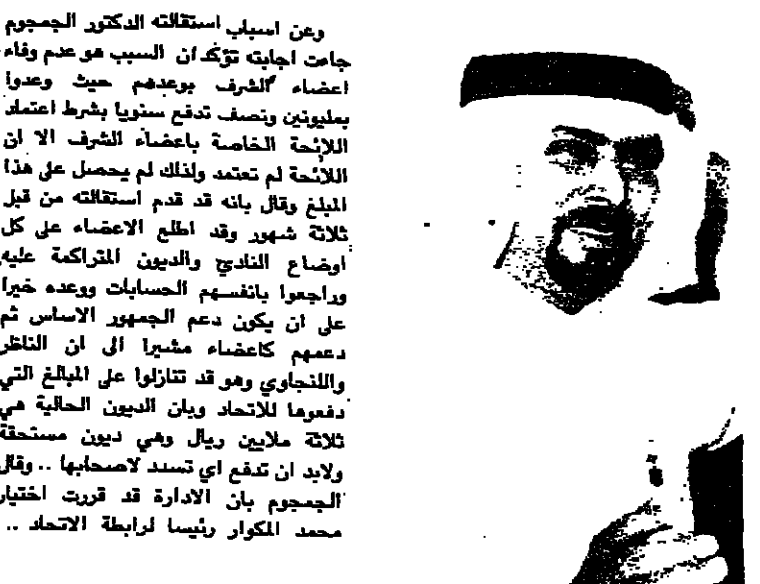 وعن اسباب استقالته الدكتور الجمجوم
جاءت اجابته تؤكد ان السبب هو عدم وفاء
اعضاء الشرف بوعدهم حيث وعدوا
بمليونين ونصف تدفع سنويا بشرط اعتماد
اللائحة الخاصة باعضاء الشرف الا ان
اللائحة لم تعتمد ولذلك لم يحصل على هذا
المبلغ وقال بانه قد قدم استقالته من قبل
ثلاثة شهور وقد اطلع الاعضاء على كل
اوضاع النادي والديون المتراكمة عليه
وراجعوا بانفسهم الحسابات ووعده خيرا
على ان يكون دعم الجمهور الاساس ثم
دعمهم كاعضاء مشيرا الى ان الناظر
واللنجاوي وهو قد تنازلوا على المبالغ التي
دفعوها للاتحاد وبان الديون الحالية هي
ثلاثة ملايين ريال وهي ديون مستحقة
ولابد ان تدفع اي تسدد لاصحابها .. وقال
الجمجوم بان الادارة قد قررت اختيار
محمد المكوار رئيسا لرابطة الاتحاد ..